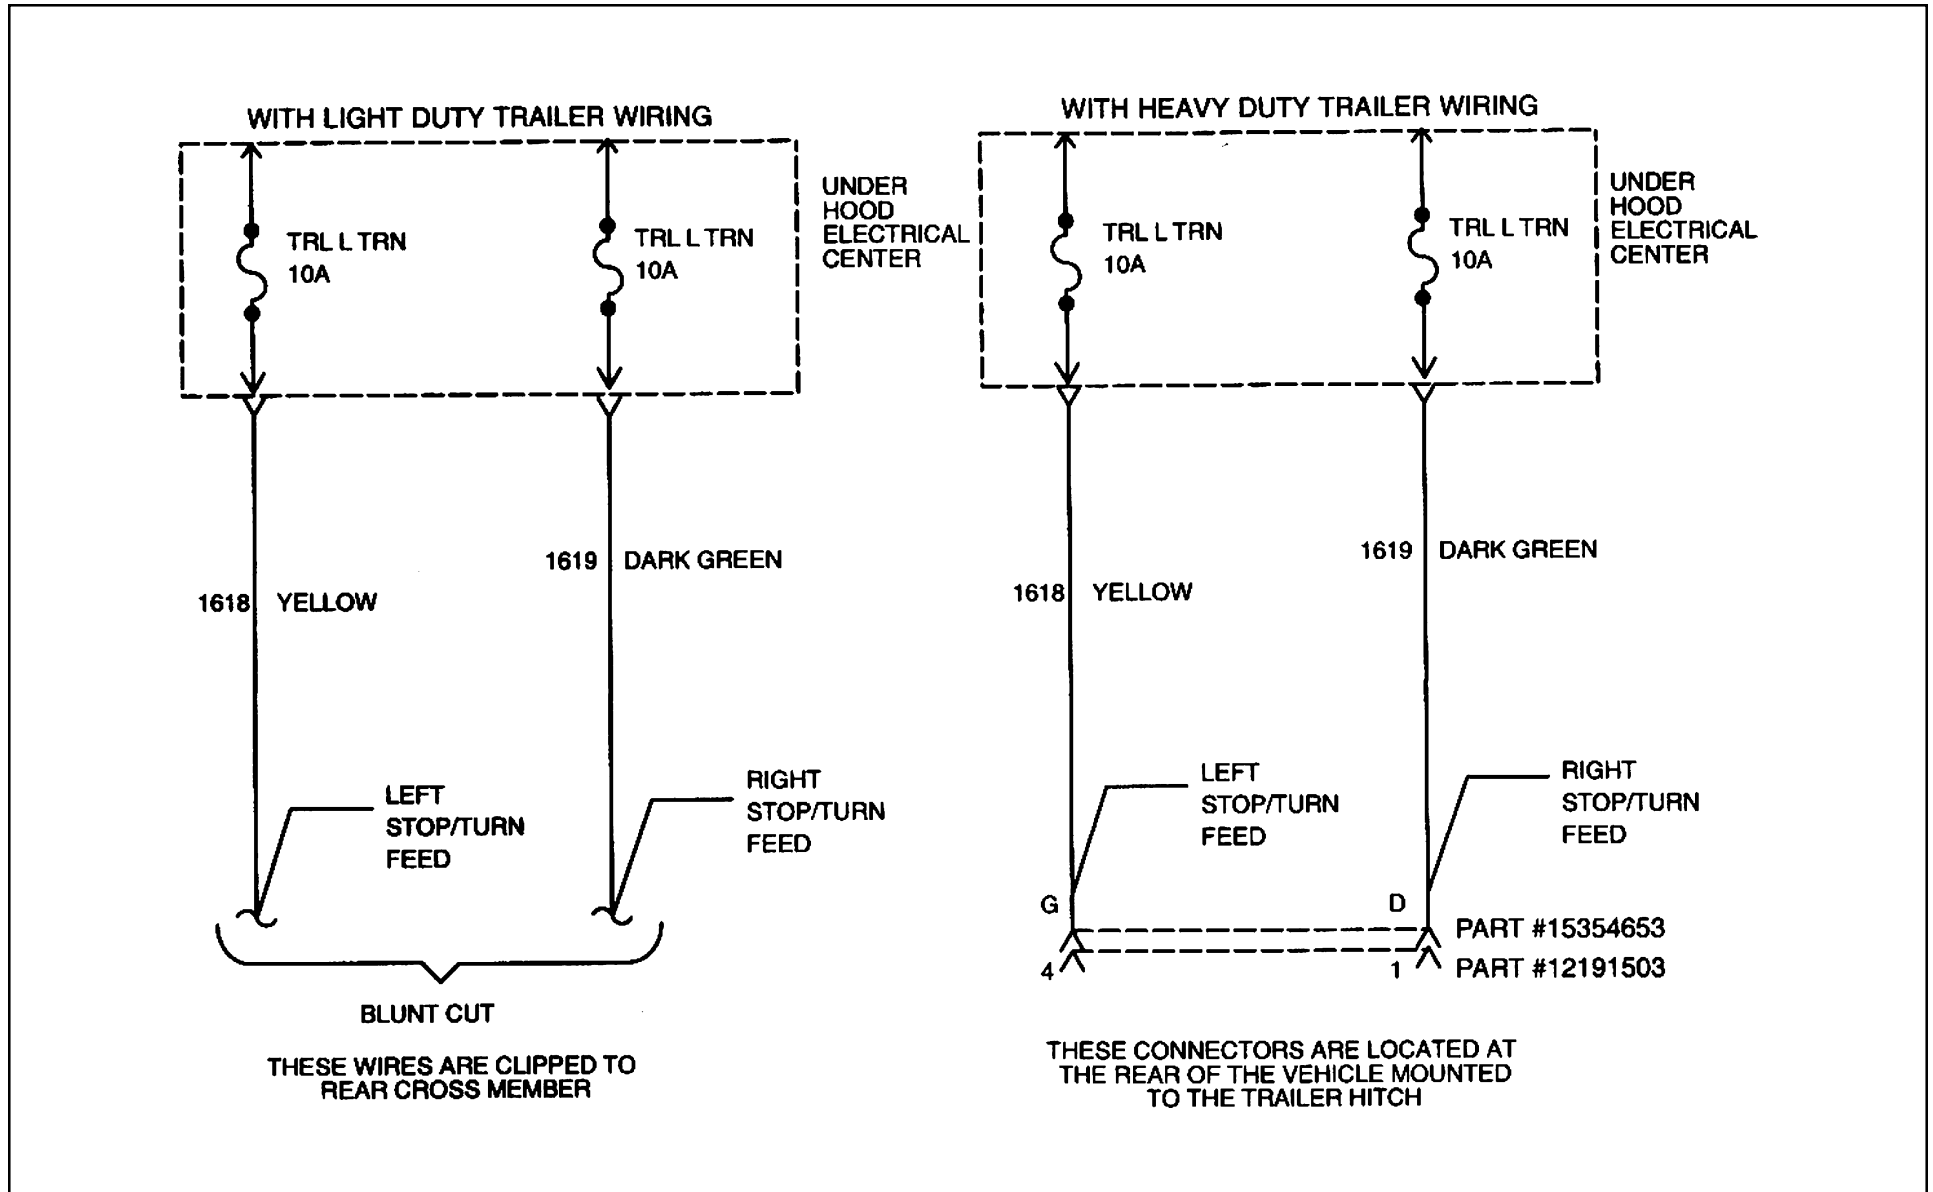 WITH LIGHT DUTY TRAILER WIRING
UNDER
HOOD
ELECTRICAL
CENTER
TRL L TRN
10A
TRL L TRN
10A
1619 DARK GREEN
1618 YELLOW
LEFT
STOP/TURN
FEED
RIGHT
STOP/TURN
FEED
BLUNT CUT
THESE WIRES ARE CLIPPED TO
REAR CROSS MEMBER
WITH HEAVY DUTY TRAILER WIRING
UNDER
HOOD
ELECTRICAL
CENTER
TRL L TRN
10A
TRL L TRN
10A
1619 DARK GREEN
1618 YELLOW
LEFT
STOP/TURN
FEED
RIGHT
STOP/TURN
FEED
G D PART #15354653
4 1 PART #12191503
THESE CONNECTORS ARE LOCATED AT
THE REAR OF THE VEHICLE MOUNTED
TO THE TRAILER HITCH